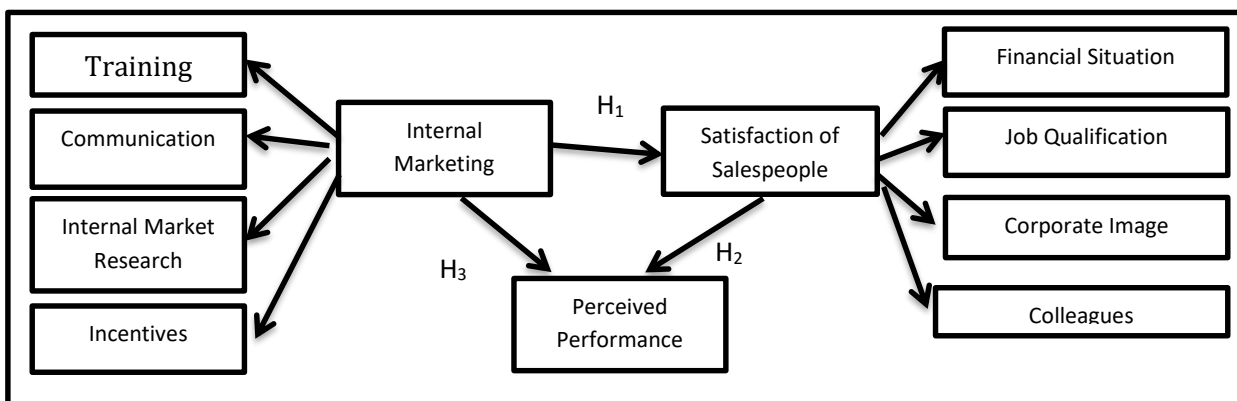 Training
Communication
Internal Market
Research
Incentives
Internal
Marketing
H₁
Satisfaction of
Salespeople
H₃
H₂
Perceived
Performance
Financial Situation
Job Qualification
Corporate Image
Colleagues